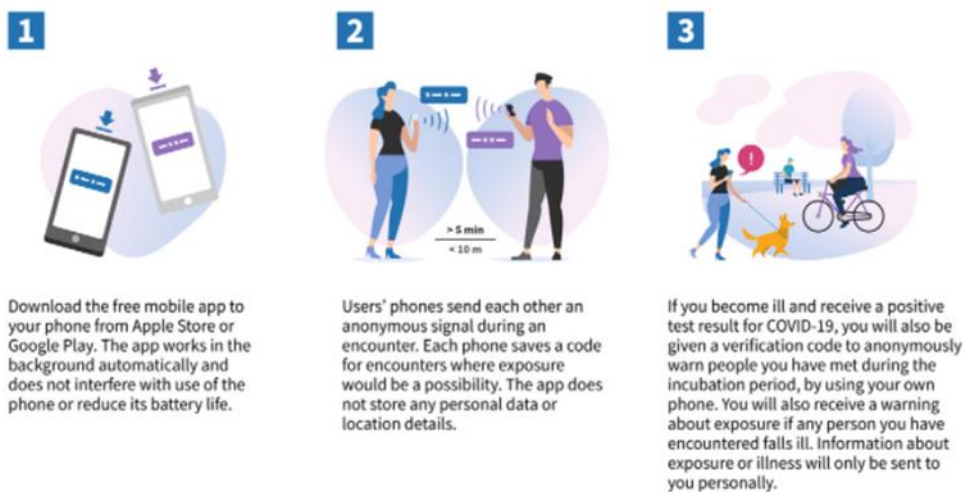 1
Download the free mobile app to
your phone from Apple Store or
Google Play. The app works in the
background automatically and
does not interfere with use of the
phone or reduce its battery life.
2
> 5 min
< 10 m
Users’ phones send each other an
anonymous signal during an
encounter. Each phone saves a code
for encounters where exposure
would be a possibility. The app does
not store any personal data or
location details.
3
!
If you become ill and receive a positive
test result for COVID-19, you will also be
given a verification code to anonymously
warn people you have met during the
incubation period, by using your own
phone. You will also receive a warning
about exposure if any person you have
encountered falls ill. Information about
exposure or illness will only be sent to
you personally.